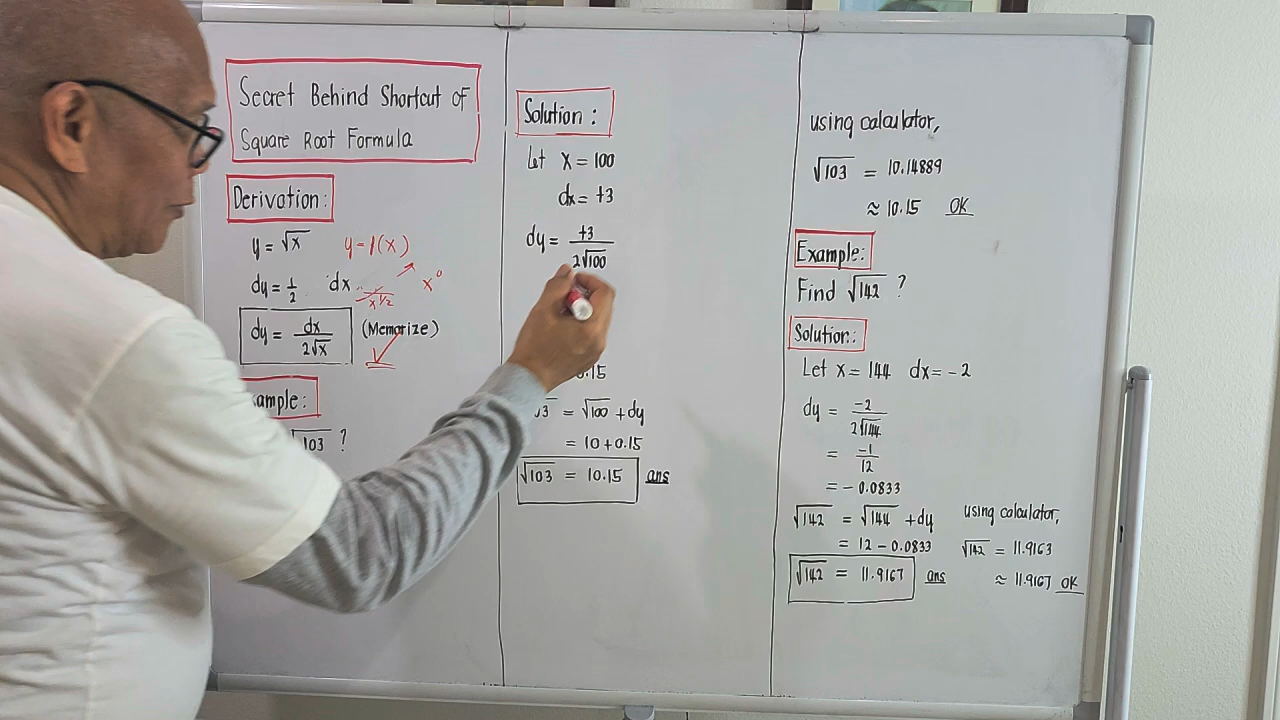 Secret Behind Shortcut of
Square Root Formula
Derivation:
y = √x y = f(x)
dy = 1/2 dx / x^1/2 x^0
dy = dx / 2√x (Memorize)
ample:
√103 ?
Solution:
Let x = 100
dx = +3
dy = +3 / 2√100
.15
= √100 + dy
= 10 + 0.15
√103 = 10.15 ans
using calculator,
√103 = 10.14889
≈ 10.15 OK
Example:
Find √142 ?
Solution:
Let x = 144 dx = -2
dy = -2 / 2√144
= -1 / 12
= -0.0833
√142 = √144 + dy
= 12 - 0.0833
√142 = 11.9167 ans
using calculator,
√142 = 11.9163
≈ 11.9167 OK